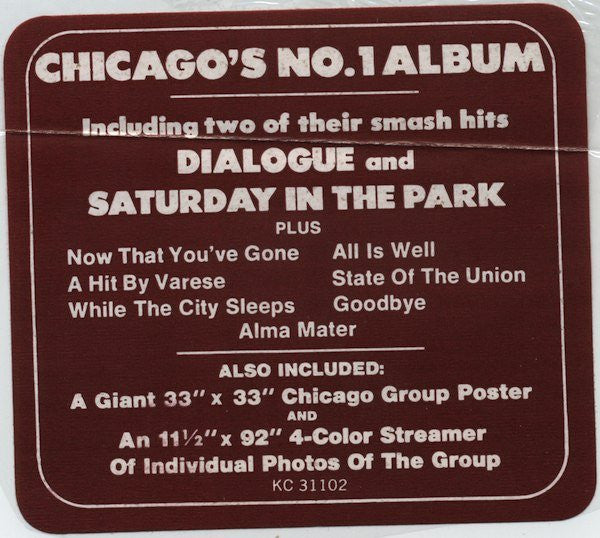 CHICAGO'S NO.1 ALBUM
Including two of their smash hits
DIALOGUE and
SATURDAY IN THE PARK
PLUS
Now That You've Gone All Is Well
A Hit By Varese State Of The Union
While The City Sleeps Goodbye
Alma Mater
ALSO INCLUDED:
A Giant 33" x 33" Chicago Group Poster
AND
An 11½" x 92" 4-Color Streamer
Of Individual Photos Of The Group
KC 31102